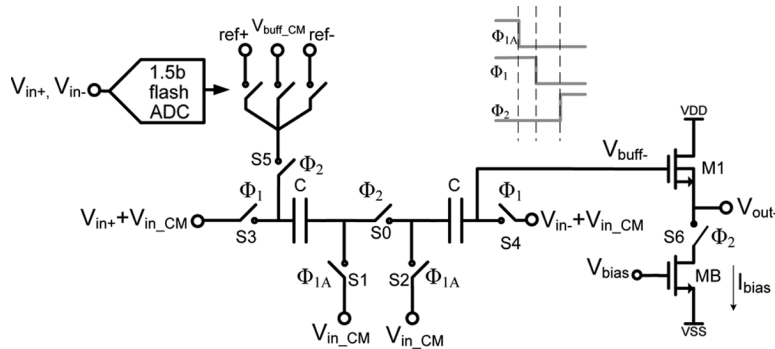 ref+ V_buff_CM ref-
V_in+, V_in-
1.5b
flash
ADC
Φ_1A
Φ_1
Φ_2
S5 Φ_2
VDD
V_buff-
M1
V_out-
Φ_1 C Φ_2 C Φ_1
V_in+ + V_in_CM
S3 S0 S4
V_in- + V_in_CM
S6 Φ_2
Φ_1A S1 S2 Φ_1A
V_bias MB I_bias
V_in_CM V_in_CM
VSS